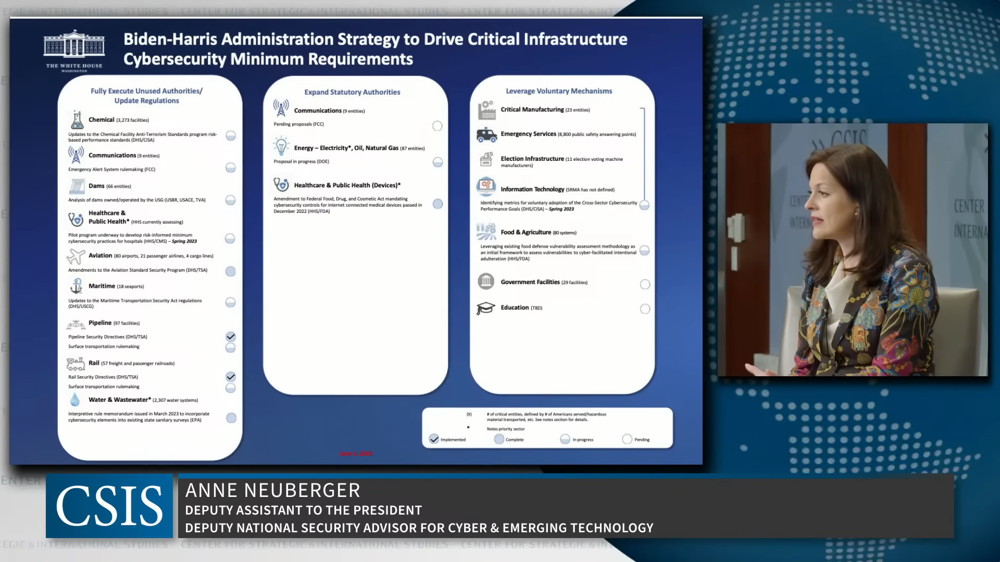 THE WHITE HOUSE
WASHINGTON
Biden-Harris Administration Strategy to Drive Critical Infrastructure
Cybersecurity Minimum Requirements
Fully Execute Unused Authorities/
Update Regulations
Chemical (3,273 facilities)
Updates to the Chemical Facility Anti-Terrorism Standards program risk-
based performance standards (DHS/CISA)
Communications (9 entities)
Emergency Alert System rulemaking (FCC)
Dams (66 entities)
Analysis of dams owned/operated by the USG (USBR, USACE, TVA)
Healthcare &
Public Health* (HHS currently assessing)
Pilot program underway to develop risk-informed minimum
cybersecurity practices for hospitals (HHS/CMS) – Spring 2023
Aviation (80 airports, 21 passenger airlines, 4 cargo lines)
Amendments to the Aviation Standard Security Program (DHS/TSA)
Maritime (18 seaports)
Updates to the Maritime Transportation Security Act regulations
(DHS/USCG)
Pipeline (97 facilities)
Pipeline Security Directives (DHS/TSA)
Surface transportation rulemaking
Rail (57 freight and passenger railroads)
Rail Security Directives (DHS/TSA)
Surface transportation rulemaking
Water & Wastewater* (2,307 water systems)
Interpretive rule memorandum issued in March 2023 to incorporate
cybersecurity elements into existing state sanitary surveys (EPA)
Expand Statutory Authorities
Communications (9 entities)
Pending proposals (FCC)
Energy – Electricity*, Oil, Natural Gas (87 entities)
Proposal in progress (DOE)
Healthcare & Public Health (Devices)*
Amendment to Federal Food, Drug, and Cosmetic Act mandating
cybersecurity controls for internet connected medical devices passed in
December 2022 (HHS/FDA)
Leverage Voluntary Mechanisms
Critical Manufacturing (23 entities)
Emergency Services (8,800 public safety answering points)
VOTE
Election Infrastructure (11 election voting machine
manufacturers)
Information Technology (SRMA has not defined)
Identifying metrics for voluntary adoption of the Cross-Sector Cybersecurity
Performance Goals (DHS/CISA) – Spring 2023
Food & Agriculture (80 systems)
Leveraging existing food defense vulnerability assessment methodology as
an initial framework to assess vulnerabilities to cyber-facilitated intentional
adulteration (HHS/FDA)
Government Facilities (29 facilities)
Education (TBD)
(X) # of critical entities, defined by # of Americans served/hazardous
material transported, etc. See notes section for details.
* Notes priority sector
Implemented Complete In progress Pending
CSIS
CENTER
INTERNA
CSIS
ANNE NEUBERGER
DEPUTY ASSISTANT TO THE PRESIDENT
DEPUTY NATIONAL SECURITY ADVISOR FOR CYBER & EMERGING TECHNOLOGY